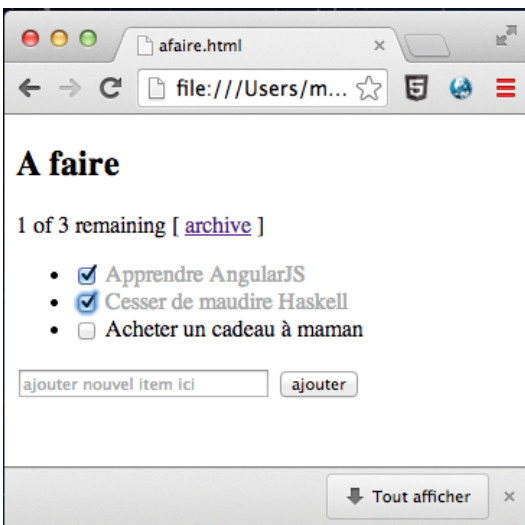 afaire.html
file:///Users/m...
A faire
1 of 3 remaining [ archive ]
Apprendre AngularJS
Cesser de maudire Haskell
Acheter un cadeau à maman
ajouter nouvel item ici ajouter
Tout afficher